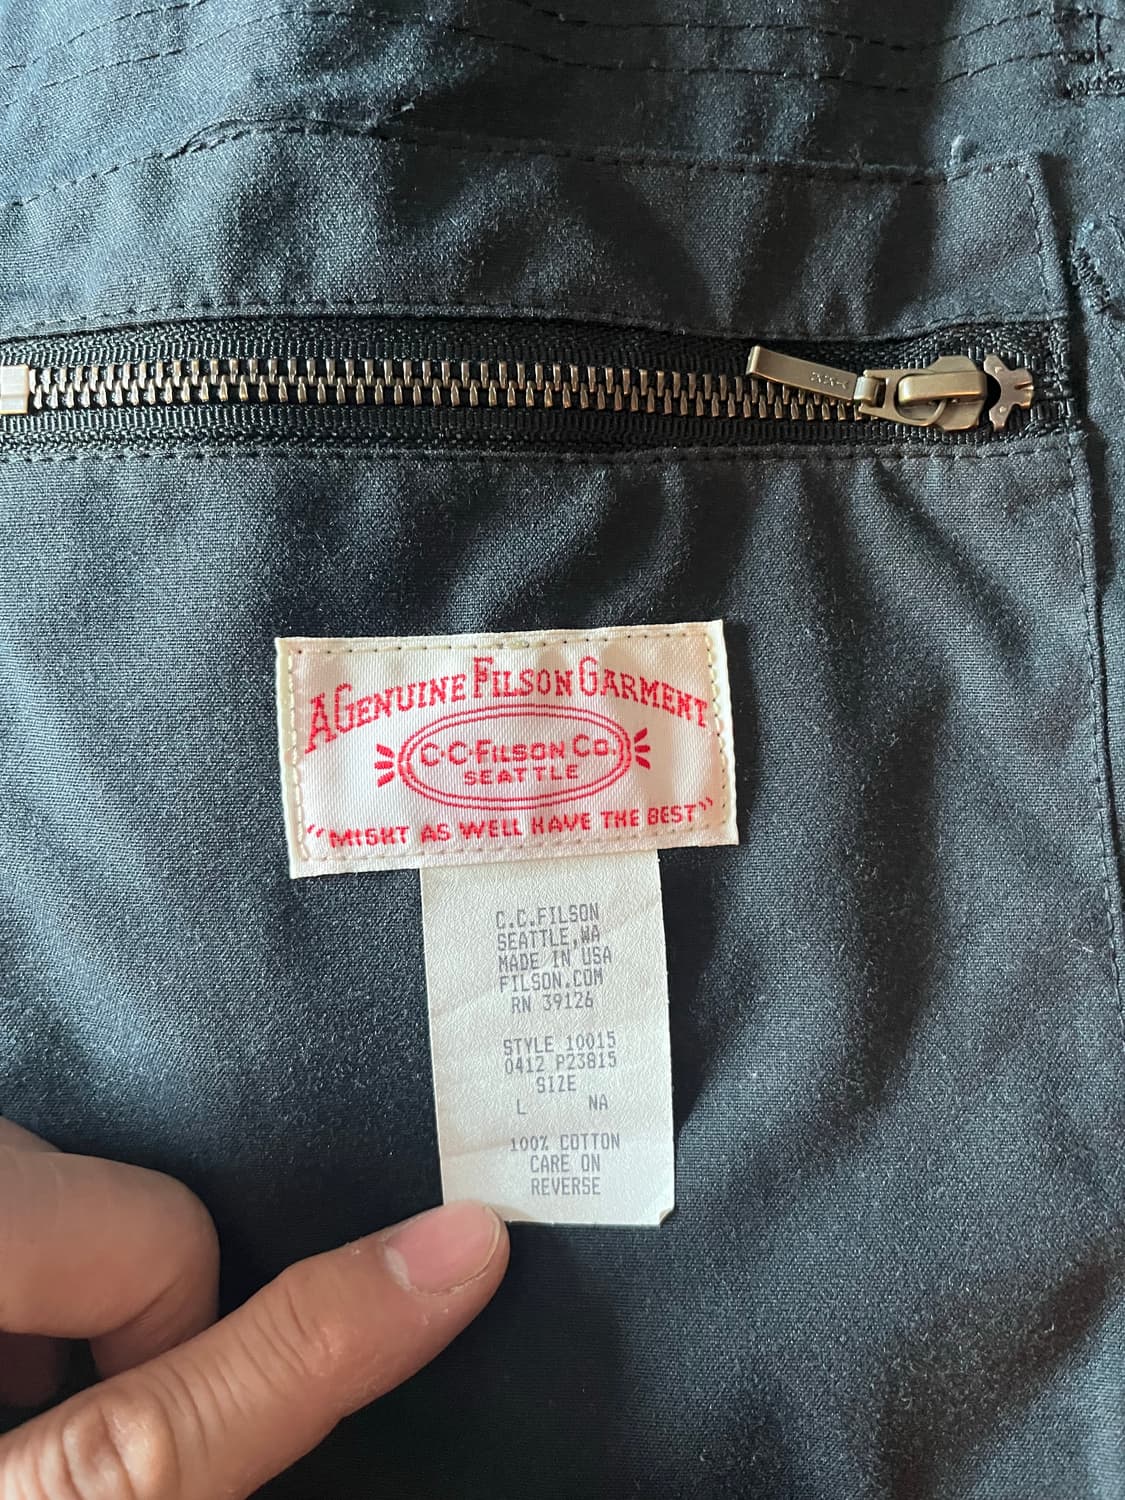 A GENUINE FILSON GARMENT
C·C·FILSON CO.
SEATTLE
"MIGHT AS WELL HAVE THE BEST"
C.C.FILSON
SEATTLE,WA
MADE IN USA
FILSON.COM
RN 39126
STYLE 10015
0412 P23815
SIZE
L NA
100% COTTON
CARE ON
REVERSE